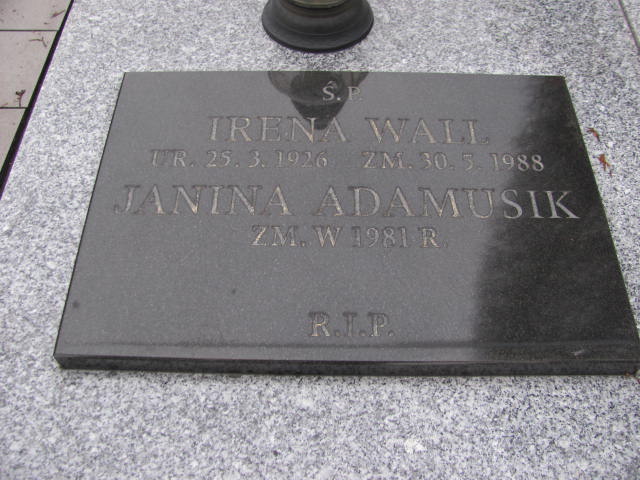 Ś. P.
IRENA WALL
UR. 25. 3. 1926 ZM. 30. 5. 1988
JANINA ADAMUSIK
ZM. W 1981 R.
R.I.P.